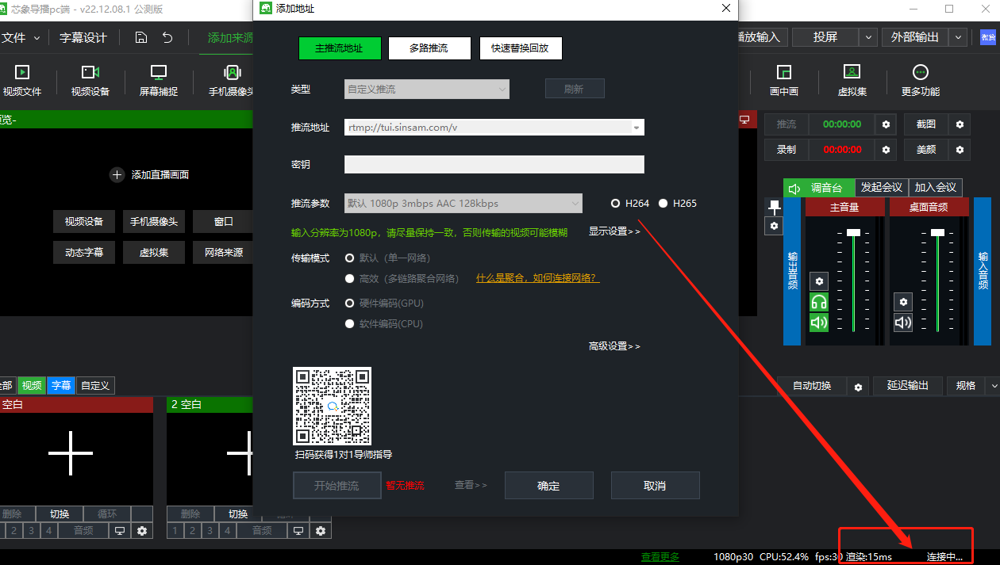 芯象导播pc端 - v22.12.08.1 公测版
添加地址
文件 字幕设计 添加来源
播放输入 投屏 外部输出
主推流地址 多路推流 快速替换回放
视频文件 视频设备 屏幕捕捉 手机摄像头
画中画 虚拟集 更多功能
类型 自定义推流 刷新
推流地址 rtmp://tui.sinsam.com/v
密钥
推流参数 默认 1080p 3mbps AAC 128kbps H264 H265
输入分辨率为1080p，请尽量保持一致，否则传输的视频可能模糊 显示设置>>
传输模式 默认（单一网络）
高效（多链路聚合网络） 什么是聚合，如何连接网络?
编码方式 硬件编码(GPU)
软件编码(CPU)
高级设置>>
扫码获得1对1导师指导
开始推流 暂无推流 查看>> 确定 取消
预览-
添加直播画面
视频设备 手机摄像头 窗口
动态字幕 虚拟集 网络来源
推流 00:00:00 截图
录制 00:00:00 美颜
调音台 发起会议 加入会议
主音量 桌面音频
输出音频
输入音频
全部 视频 字幕 自定义
自动切换 延迟输出 规格
空白 2 空白
删除 切换 循环 删除 切换
2 3 4 音频 1 2 3 4 音频
查看更多 1080p30 CPU:52.4% fps:30 渲染:15ms 连接中...